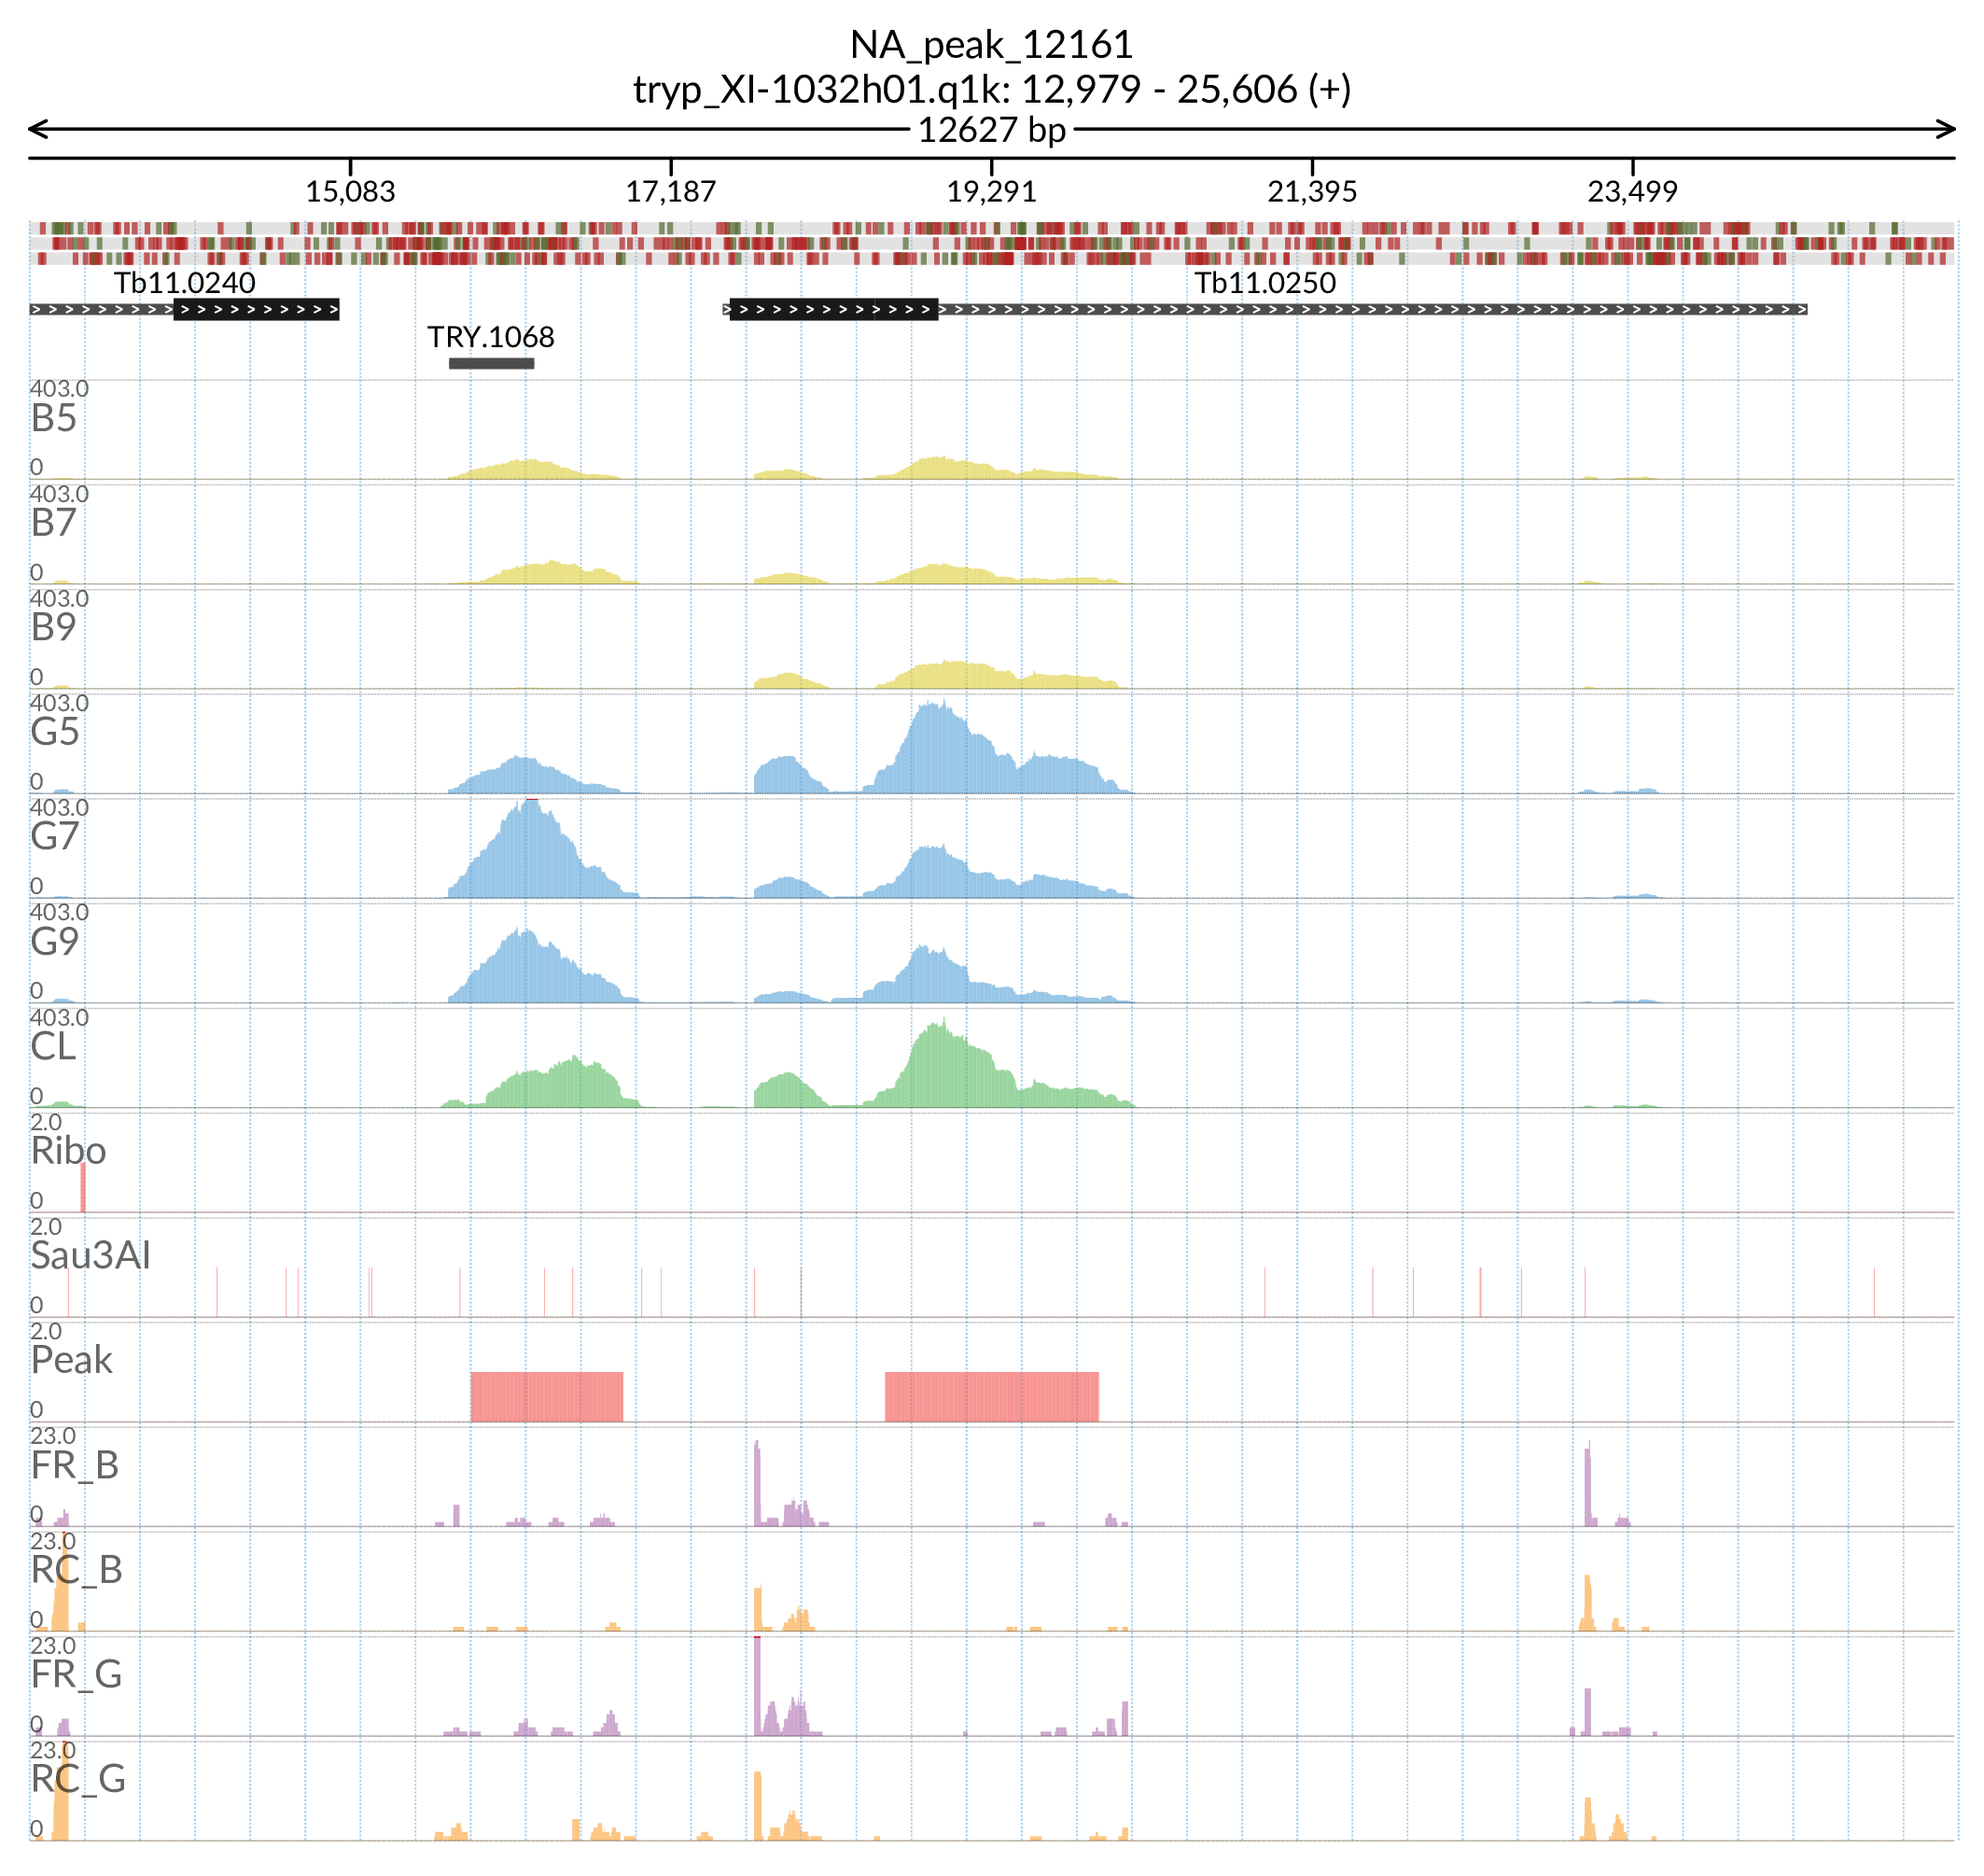 NA_peak_12161
tryp_XI-1032h01.q1k: 12,979 - 25,606 (+)
12627 bp
15,083 17,187 19,291 21,395 23,499
Tb11.0240 Tb11.0250
TRY.1068
403.0
B5
0
403.0
B7
0
403.0
B9
0
403.0
G5
0
403.0
G7
0
403.0
G9
0
403.0
CL
0
2.0
Ribo
0
2.0
Sau3AI
0
2.0
Peak
0
23.0
FR_B
0
23.0
RC_B
0
23.0
FR_G
0
23.0
RC_G
0